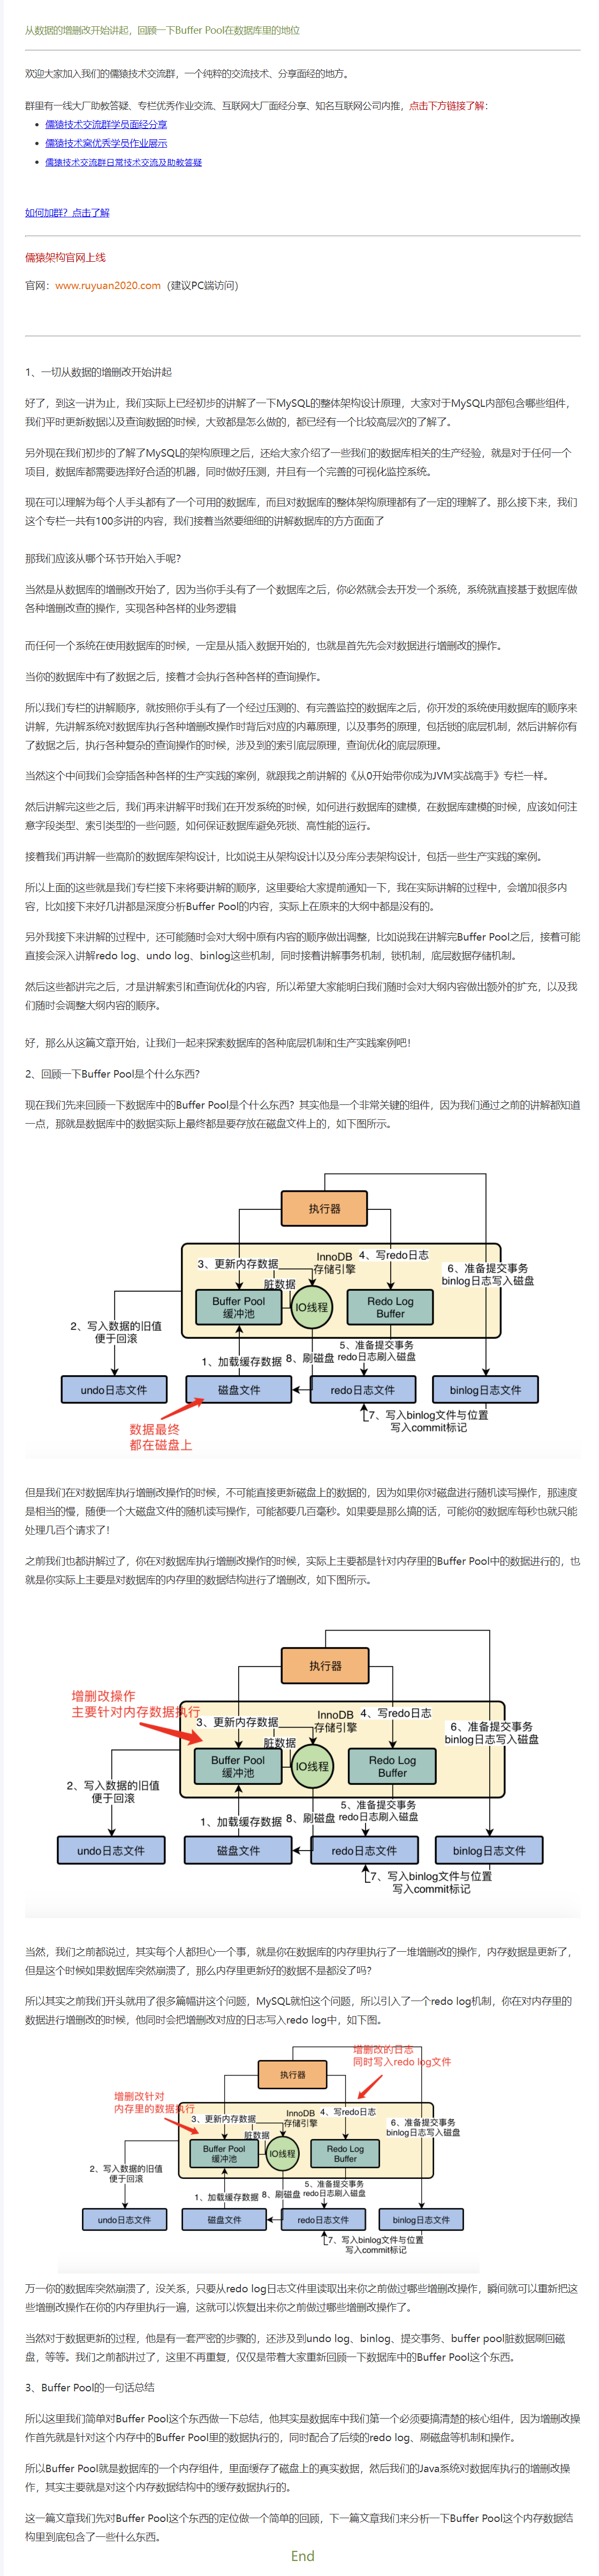 从数据的增删改开始讲起，回顾一下Buffer Pool在数据库里的地位
欢迎大家加入我们的儒猿技术交流群，一个纯粹的交流技术、分享面经的地方。
群里有一线大厂助教答疑、专栏优秀作业交流、互联网大厂面经分享、知名互联网公司内推，点击下方链接了解：
• 儒猿技术交流群学员面经分享
• 儒猿技术窝优秀学员作业展示
• 儒猿技术交流群日常技术交流及助教答疑
如何加群？点击了解
儒猿架构官网上线
官网：www.ruyuan2020.com（建议PC端访问）
1、一切从数据的增删改开始讲起
好了，到这一讲为止，我们实际上已经初步的讲解了一下MySQL的整体架构设计原理，大家对于MySQL内部包含哪些组件，
我们平时更新数据以及查询数据的时候，大致都是怎么做的，都已经有一个比较高层次的了解了。
另外现在我们初步的了解了MySQL的架构原理之后，还给大家介绍了一些我们的数据库相关的生产经验，就是对于任何一个
项目，数据库都需要选择好合适的机器，同时做好压测，并且有一个完善的可视化监控系统。
现在可以理解为每个人手头都有了一个可用的数据库，而且对数据库的整体架构原理都有了一定的理解了。那么接下来，我们
这个专栏一共有100多讲的内容，我们接着当然要细细的讲解数据库的方方面面了
那我们应该从哪个环节开始入手呢？
当然是从数据库的增删改开始了，因为当你手头有了一个数据库之后，你必然就会去开发一个系统，系统就直接基于数据库做
各种增删改查的操作，实现各种各样的业务逻辑
而任何一个系统在使用数据库的时候，一定是从插入数据开始的，也就是首先先会对数据进行增删改的操作。
当你的数据库中有了数据之后，接着才会执行各种各样的查询操作。
所以我们专栏的讲解顺序，就按照你手头有了一个经过压测的、有完善监控的数据库之后，你开发的系统使用数据库的顺序来
讲解，先讲解系统对数据库执行各种增删改操作时背后对应的内幕原理，以及事务的原理，包括锁的底层机制，然后讲解你有
了数据之后，执行各种复杂的查询操作的时候，涉及到的索引底层原理，查询优化的底层原理。
当然这个中间我们会穿插各种各样的生产实践的案例，就跟我之前讲解的《从0开始带你成为JVM实战高手》专栏一样。
然后讲解完这些之后，我们再来讲解平时我们在开发系统的时候，如何进行数据库的建模，在数据库建模的时候，应该如何注
意字段类型、索引类型的一些问题，如何保证数据库避免死锁、高性能的运行。
接着我们再讲解一些高阶的数据库架构设计，比如说主从架构设计以及分库分表架构设计，包括一些生产实践的案例。
所以上面的这些就是我们专栏接下来将要讲解的顺序，这里要给大家提前通知一下，我在实际讲解的过程中，会增加很多内
容，比如接下来好几讲都是深度分析Buffer Pool的内容，实际上在原来的大纲中都是没有的。
另外我接下来讲解的过程中，还可能随时会对大纲中原有内容的顺序做出调整，比如说我在讲解完Buffer Pool之后，接着可能
直接会深入讲解redo log、undo log、binlog这些机制，同时接着讲解事务机制，锁机制，底层数据存储机制。
然后这些都讲完之后，才是讲解索引和查询优化的内容，所以希望大家能明白我们随时会对大纲内容做出额外的扩充，以及我
们随时会调整大纲内容的顺序。
好，那么从这篇文章开始，让我们一起来探索数据库的各种底层机制和生产实践案例吧！
2、回顾一下Buffer Pool是个什么东西？
现在我们先来回顾一下数据库中的Buffer Pool是个什么东西？其实他是一个非常关键的组件，因为我们通过之前的讲解都知道
一点，那就是数据库中的数据实际上最终都是要存放在磁盘文件上的，如下图所示。
执行器
3、更新内存数据
InnoDB
存储引擎
4、写redo日志
6、准备提交事务
binlog日志写入磁盘
脏数据
Buffer Pool
缓冲池
IO线程
Redo Log
Buffer
2、写入数据的旧值
便于回滚
1、加载缓存数据
8、刷磁盘
5、准备提交事务
redo日志刷入磁盘
undo日志文件
磁盘文件
redo日志文件
binlog日志文件
数据最终
都在磁盘上
7、写入binlog文件与位置
写入commit标记
但是我们在对数据库执行增删改操作的时候，不可能直接更新磁盘上的数据的，因为如果你对磁盘进行随机读写操作，那速度
是相当的慢，随便一个大磁盘文件的随机读写操作，可能都要几百毫秒。如果要是那么搞的话，可能你的数据库每秒也就只能
处理几百个请求了！
之前我们也都讲解过了，你在对数据库执行增删改操作的时候，实际上主要都是针对内存里的Buffer Pool中的数据进行的，也
就是你实际上主要是对数据库的内存里的数据结构进行了增删改，如下图所示。
执行器
增删改操作
主要针对内存数据执行
3、更新内存数据
InnoDB
存储引擎
4、写redo日志
6、准备提交事务
binlog日志写入磁盘
脏数据
Buffer Pool
缓冲池
IO线程
Redo Log
Buffer
2、写入数据的旧值
便于回滚
1、加载缓存数据
8、刷磁盘
5、准备提交事务
redo日志刷入磁盘
undo日志文件
磁盘文件
redo日志文件
binlog日志文件
7、写入binlog文件与位置
写入commit标记
当然，我们之前都说过，其实每个人都担心一个事，就是你在数据库的内存里执行了一堆增删改的操作，内存数据是更新了，
但是这个时候如果数据库突然崩溃了，那么内存里更新好的数据不是都没了吗？
所以其实之前我们开头就用了很多篇幅讲这个问题，MySQL就怕这个问题，所以引入了一个redo log机制，你在对内存里的
数据进行增删改的时候，他同时会把增删改对应的日志写入redo log中，如下图。
增删改的日志
同时写入redo log文件
执行器
增删改针对
内存里的数据执行
3、更新内存数据
InnoDB
存储引擎
4、写redo日志
6、准备提交事务
binlog日志写入磁盘
脏数据
Buffer Pool
缓冲池
IO线程
Redo Log
Buffer
2、写入数据的旧值
便于回滚
1、加载缓存数据
8、刷磁盘
5、准备提交事务
redo日志刷入磁盘
undo日志文件
磁盘文件
redo日志文件
binlog日志文件
7、写入binlog文件与位置
写入commit标记
万一你的数据库突然崩溃了，没关系，只要从redo log日志文件里读取出来你之前做过哪些增删改操作，瞬间就可以重新把这
些增删改操作在你的内存里执行一遍，这就可以恢复出来你之前做过哪些增删改操作了。
当然对于数据更新的过程，他是有一套严密的步骤的，还涉及到undo log、binlog、提交事务、buffer pool脏数据刷回磁
盘，等等。我们之前都讲过了，这里不再重复，仅仅是带着大家重新回顾一下数据库中的Buffer Pool这个东西。
3、Buffer Pool的一句话总结
所以这里我们简单对Buffer Pool这个东西做一下总结，他其实是数据库中我们第一个必须要搞清楚的核心组件，因为增删改操
作首先就是针对这个内存中的Buffer Pool里的数据执行的，同时配合了后续的redo log、刷磁盘等机制和操作。
所以Buffer Pool就是数据库的一个内存组件，里面缓存了磁盘上的真实数据，然后我们的Java系统对数据库执行的增删改操
作，其实主要就是对这个内存数据结构中的缓存数据执行的。
这一篇文章我们先对Buffer Pool这个东西的定位做一个简单的回顾，下一篇文章我们来分析一下Buffer Pool这个内存数据结
构里到底包含了一些什么东西。
End